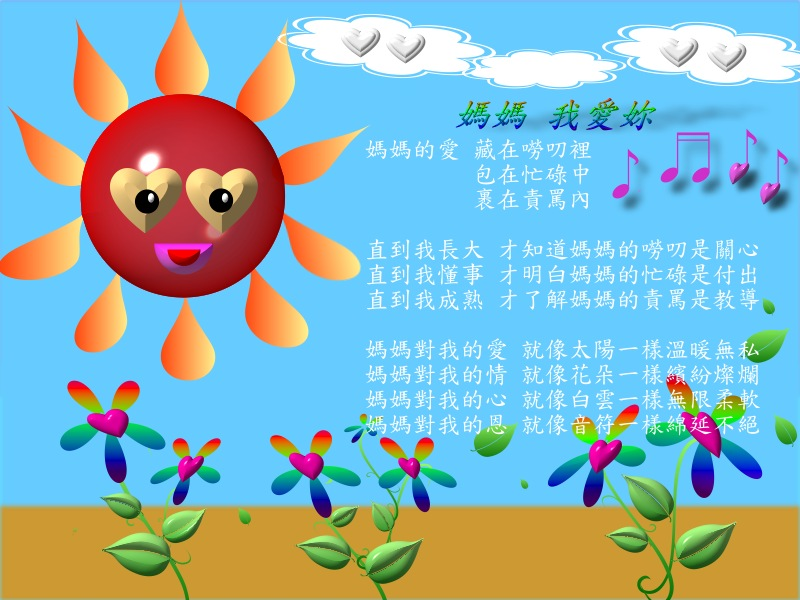 媽媽 我愛妳
媽媽的愛 藏在嘮叨裡
包在忙碌中
裹在責罵內
直到我長大 才知道媽媽的嘮叨是關心
直到我懂事 才明白媽媽的忙碌是付出
直到我成熟 才了解媽媽的責罵是教導
媽媽對我的愛 就像太陽一樣溫暖無私
媽媽對我的情 就像花朵一樣繽紛燦爛
媽媽對我的心 就像白雲一樣無限柔軟
媽媽對我的恩 就像音符一樣綿延不絕